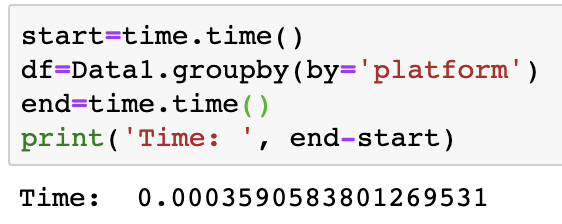 start=time.time()
df=Data1.groupby(by='platform')
end=time.time()
print('Time: ', end-start)
Time:  0.0003590583801269531